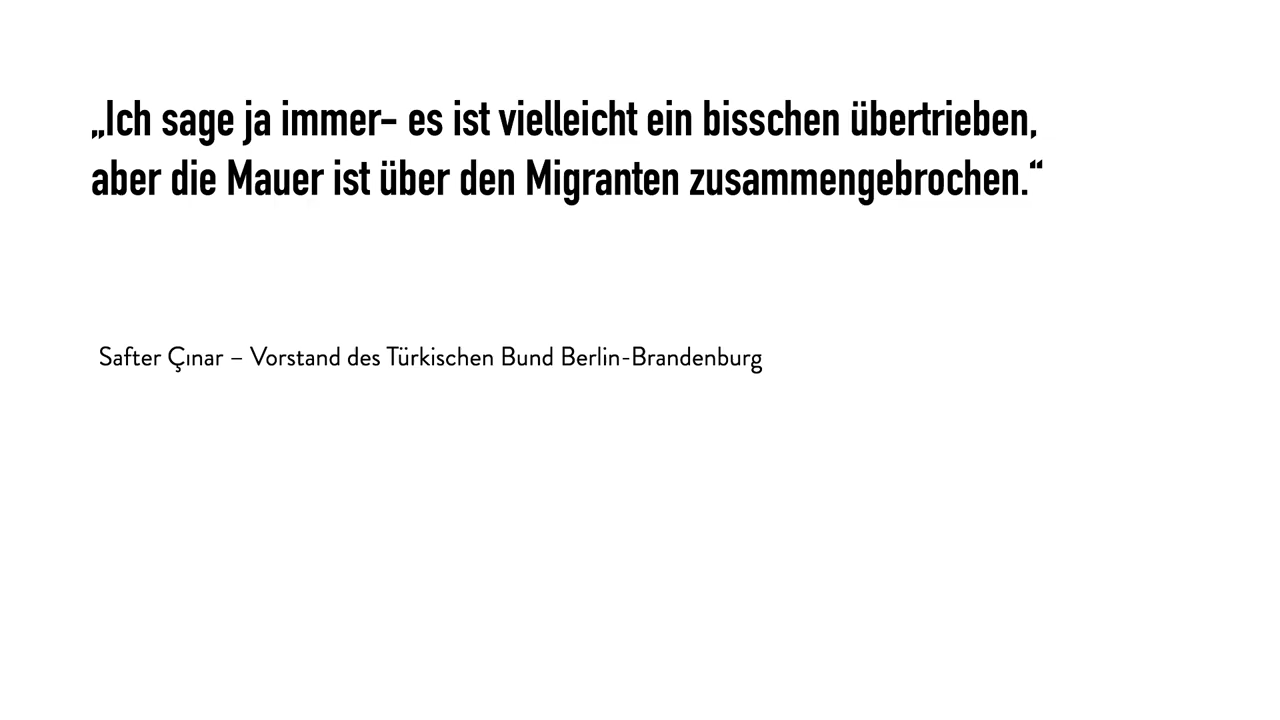 „Ich sage ja immer– es ist vielleicht ein bisschen übertrieben,
aber die Mauer ist über den Migranten zusammengebrochen.“
Safter Çınar – Vorstand des Türkischen Bund Berlin-Brandenburg